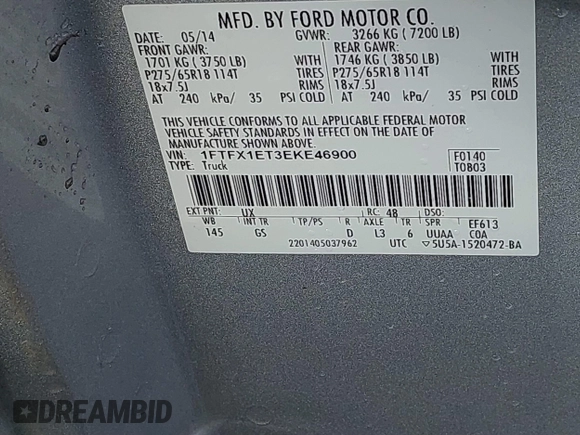 MFD. BY FORD MOTOR CO.
DATE: 05/14 GVWR: 3266 KG ( 7200 LB)
FRONT GAWR: REAR GAWR:
1701 KG ( 3750 LB) WITH 1746 KG ( 3850 LB) WITH
P275/65R18 114T TIRES P275/65R18 114T TIRES
18x7.5J RIMS 18x7.5J RIMS
AT 240 kPa/ 35 PSI COLD AT 240 kPa/ 35 PSI COLD
THIS VEHICLE CONFORMS TO ALL APPLICABLE FEDERAL MOTOR
VEHICLE SAFETY STANDARDS IN EFFECT ON THE DATE OF
MANUFACTURE SHOWN ABOVE.
VIN: 1FTFX1ET3EKE46900 F0140
TYPE: Truck T0B03
EXT PNT: UX RC: 48 DSO:
WB INT TR TP/PS R AXLE TR SPR EF613
145 GS D L3 6 UUAA C0A
2201405037962 UTC ▽5U5A-1520472-BA
DREAMBID